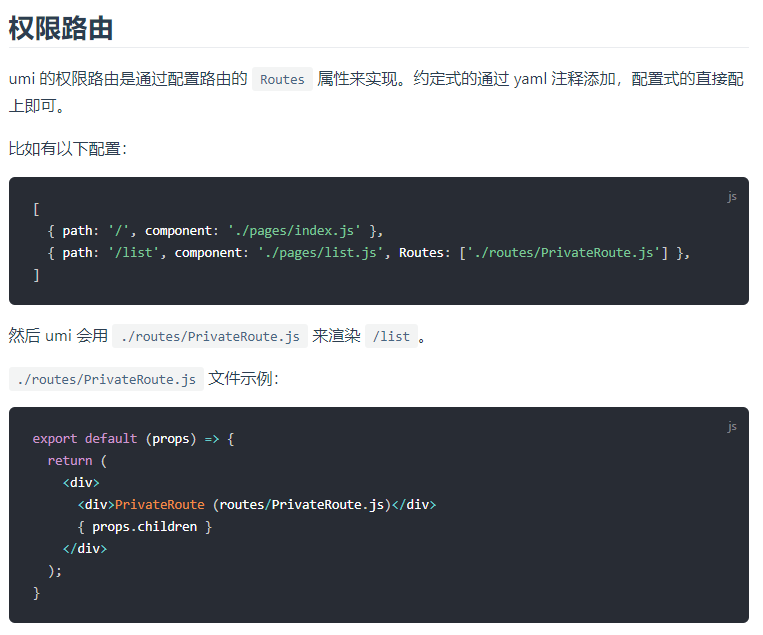 权限路由
umi 的权限路由是通过配置路由的 Routes 属性来实现。约定式的通过 yaml 注释添加，配置式的直接配
上即可。
比如有以下配置：
js
[
  { path: '/', component: './pages/index.js' },
  { path: '/list', component: './pages/list.js', Routes: ['./routes/PrivateRoute.js'] },
]
然后 umi 会用 ./routes/PrivateRoute.js 来渲染 /list 。
./routes/PrivateRoute.js 文件示例：
js
export default (props) => {
  return (
    <div>
      <div>PrivateRoute (routes/PrivateRoute.js)</div>
      { props.children }
    </div>
  );
}